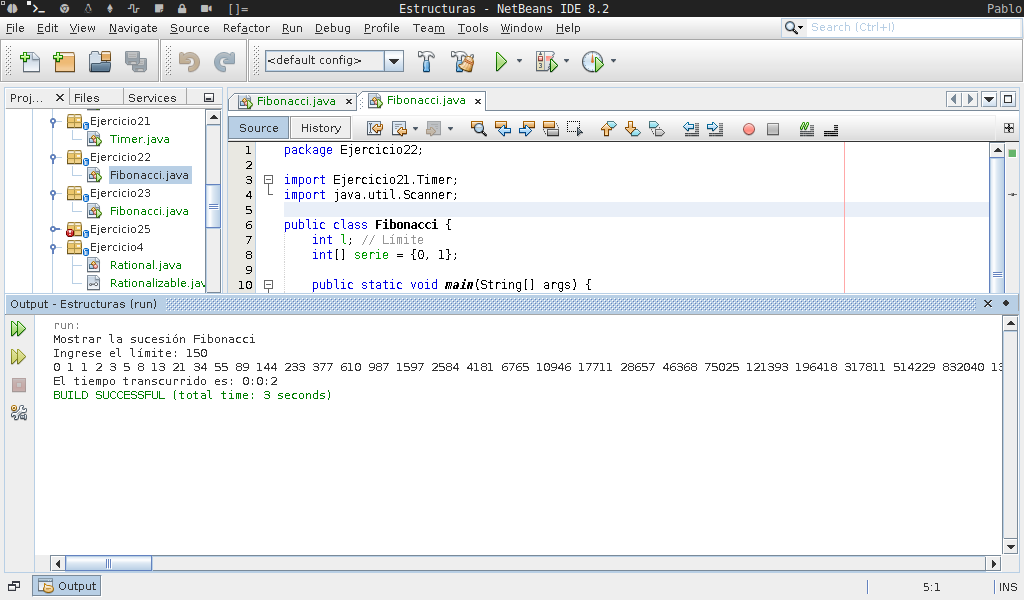 []= Estructuras - NetBeans IDE 8.2 Pablo
File Edit View Navigate Source Refactor Run Debug Profile Team Tools Window Help Search (Ctrl+I)
<default config>
Proj... Files Services
Ejercicio21
Timer.java
Ejercicio22
Fibonacci.java
Ejercicio23
Fibonacci.java
Ejercicio25
Ejercicio4
Rational.java
Rationalizable.jav
Fibonacci.java Fibonacci.java
Source History
1 package Ejercicio22;
2
3 import Ejercicio21.Timer;
4 import java.util.Scanner;
5
6 public class Fibonacci {
7 int l; // Límite
8 int[] serie = {0, 1};
9
10 public static void main(String[] args) {
Output - Estructuras (run)
run:
Mostrar la sucesión Fibonacci
Ingrese el límite: 150
0 1 1 2 3 5 8 13 21 34 55 89 144 233 377 610 987 1597 2584 4181 6765 10946 17711 28657 46368 75025 121393 196418 317811 514229 832040 13
El tiempo transcurrido es: 0:0:2
BUILD SUCCESSFUL (total time: 3 seconds)
Output 5:1 INS